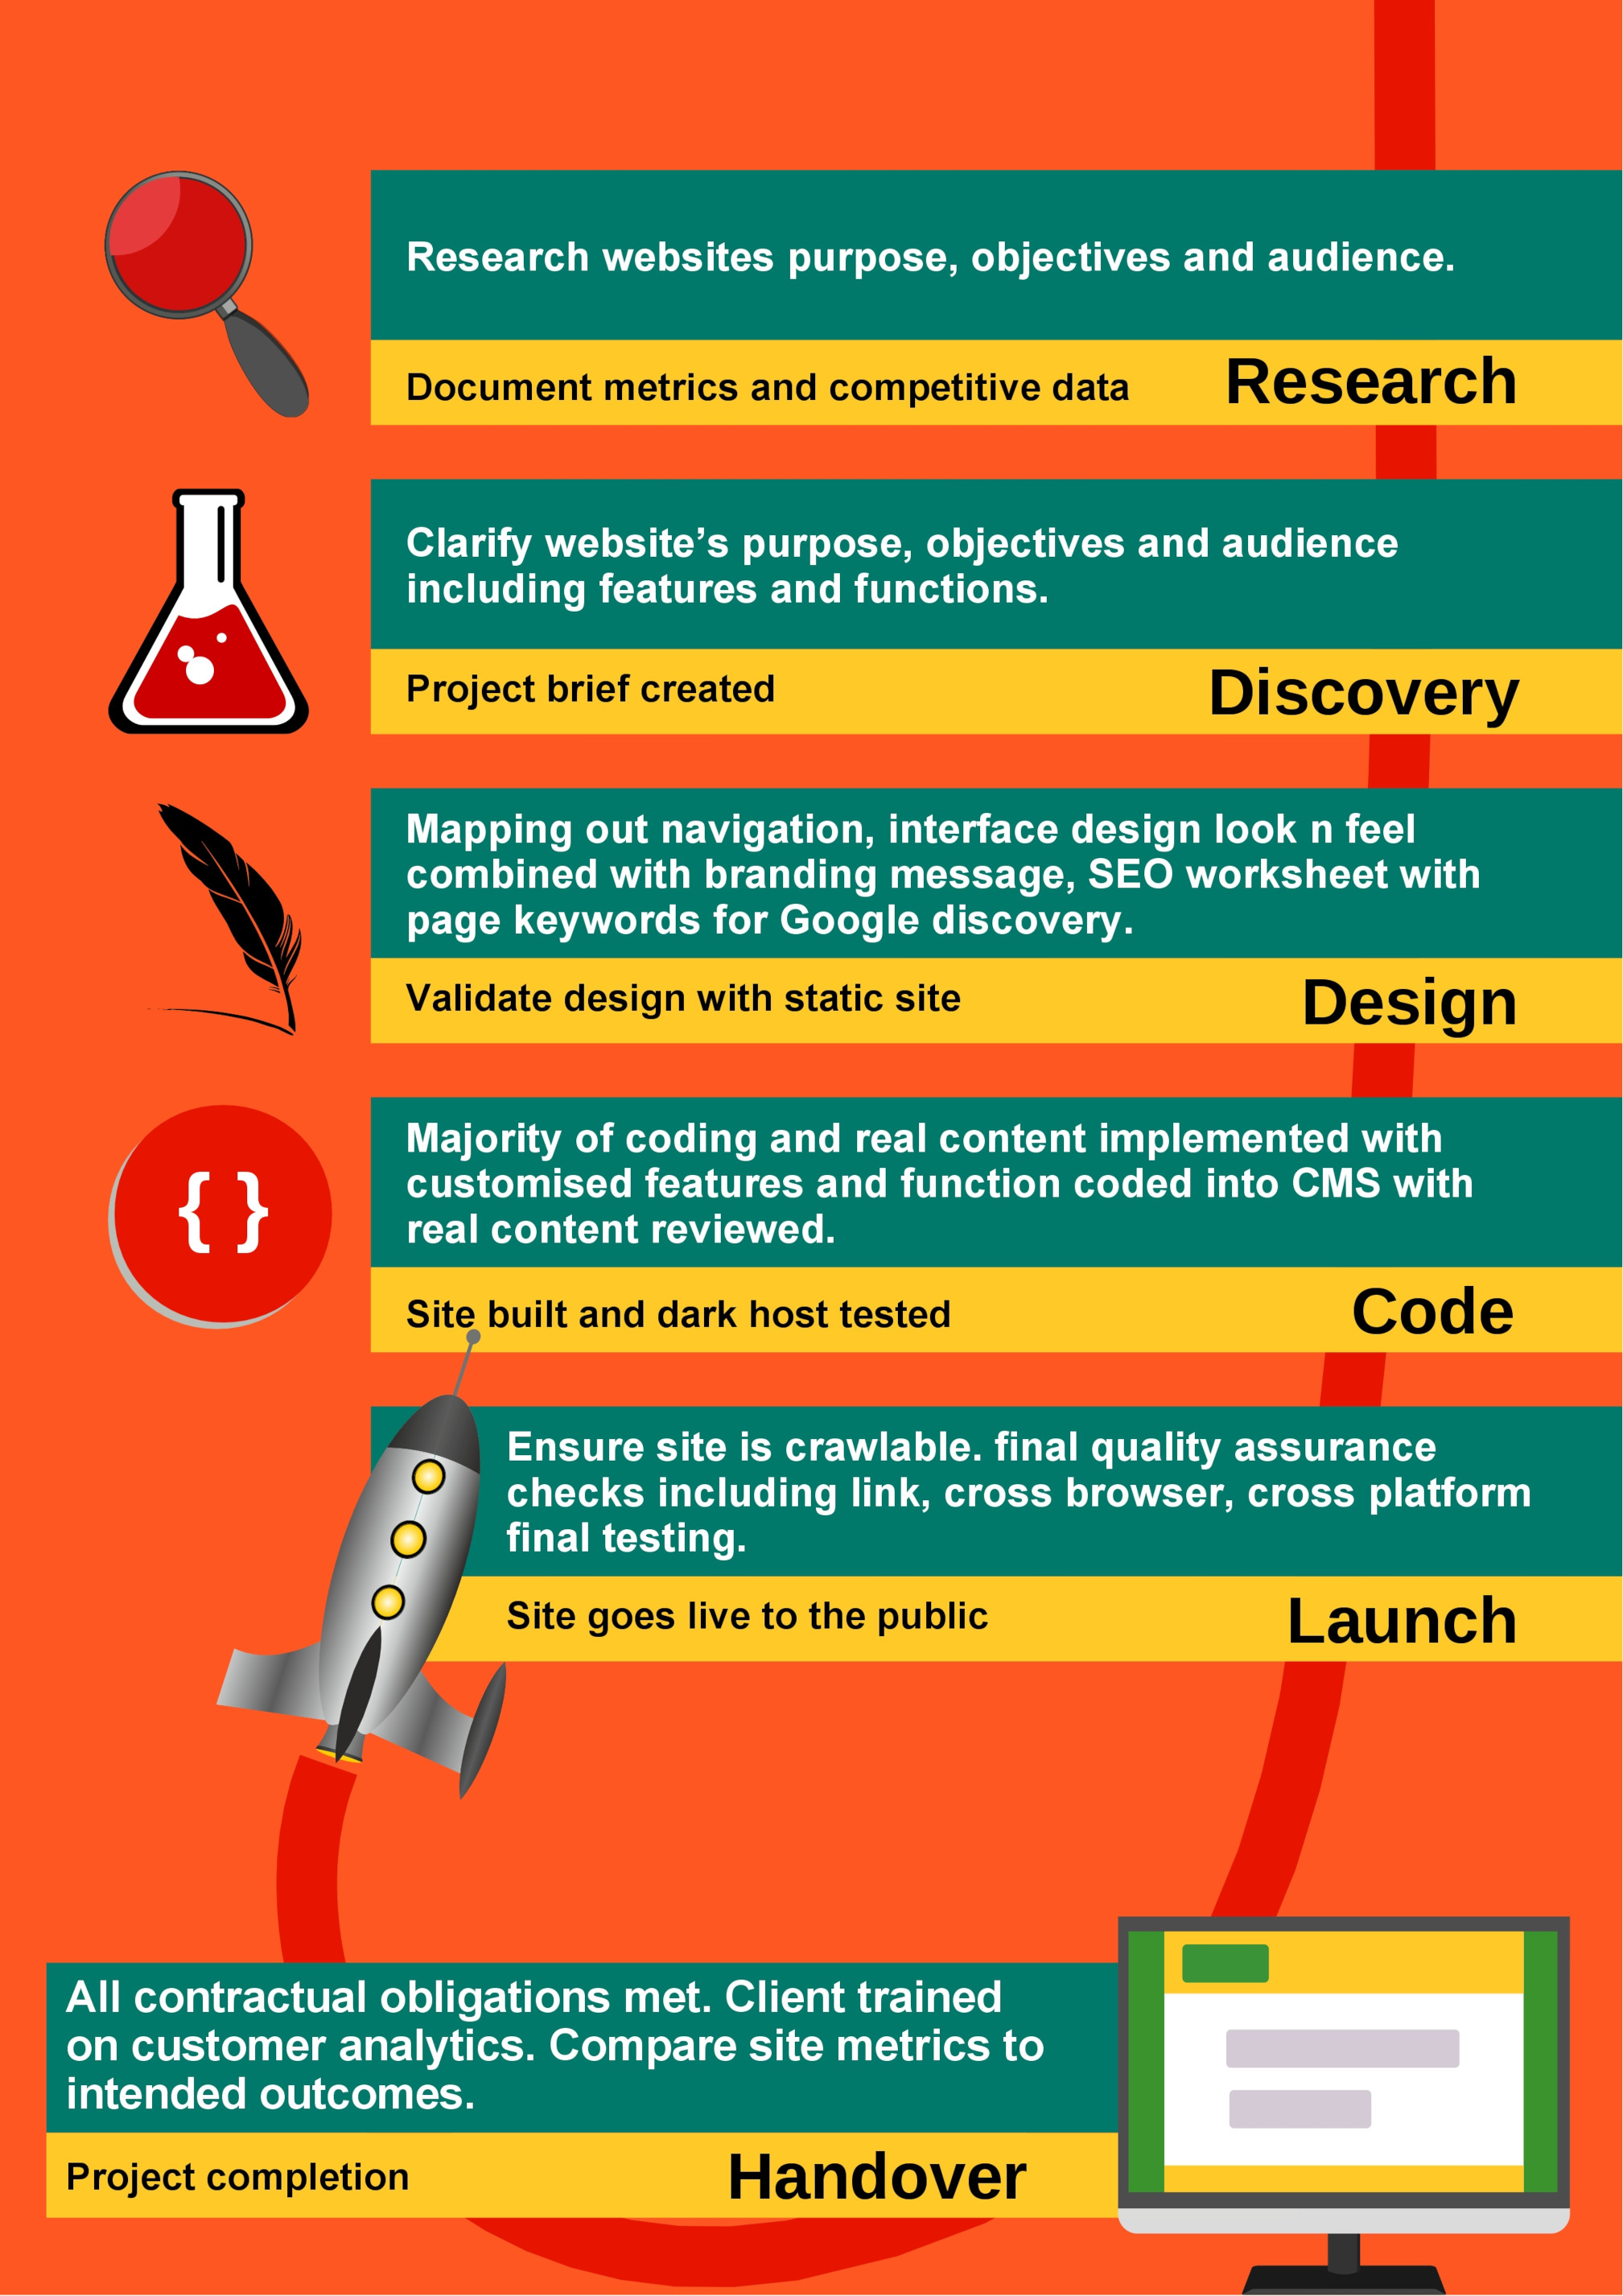 Research websites purpose, objectives and audience.
Document metrics and competitive data
Research
Clarify website’s purpose, objectives and audience
including features and functions.
Project brief created
Discovery
Mapping out navigation, interface design look n feel
combined with branding message, SEO worksheet with
page keywords for Google discovery.
Validate design with static site
Design
{ }
Majority of coding and real content implemented with
customised features and function coded into CMS with
real content reviewed.
Site built and dark host tested
Code
Ensure site is crawlable. final quality assurance
checks including link, cross browser, cross platform
final testing.
Site goes live to the public
Launch
All contractual obligations met. Client trained
on customer analytics. Compare site metrics to
intended outcomes.
Project completion
Handover